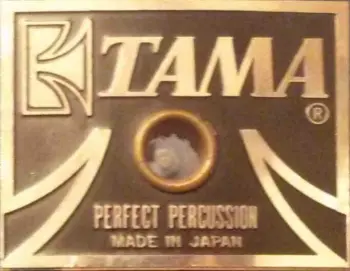 TAMA
®
PERFECT PERCUSSION
MADE IN JAPAN